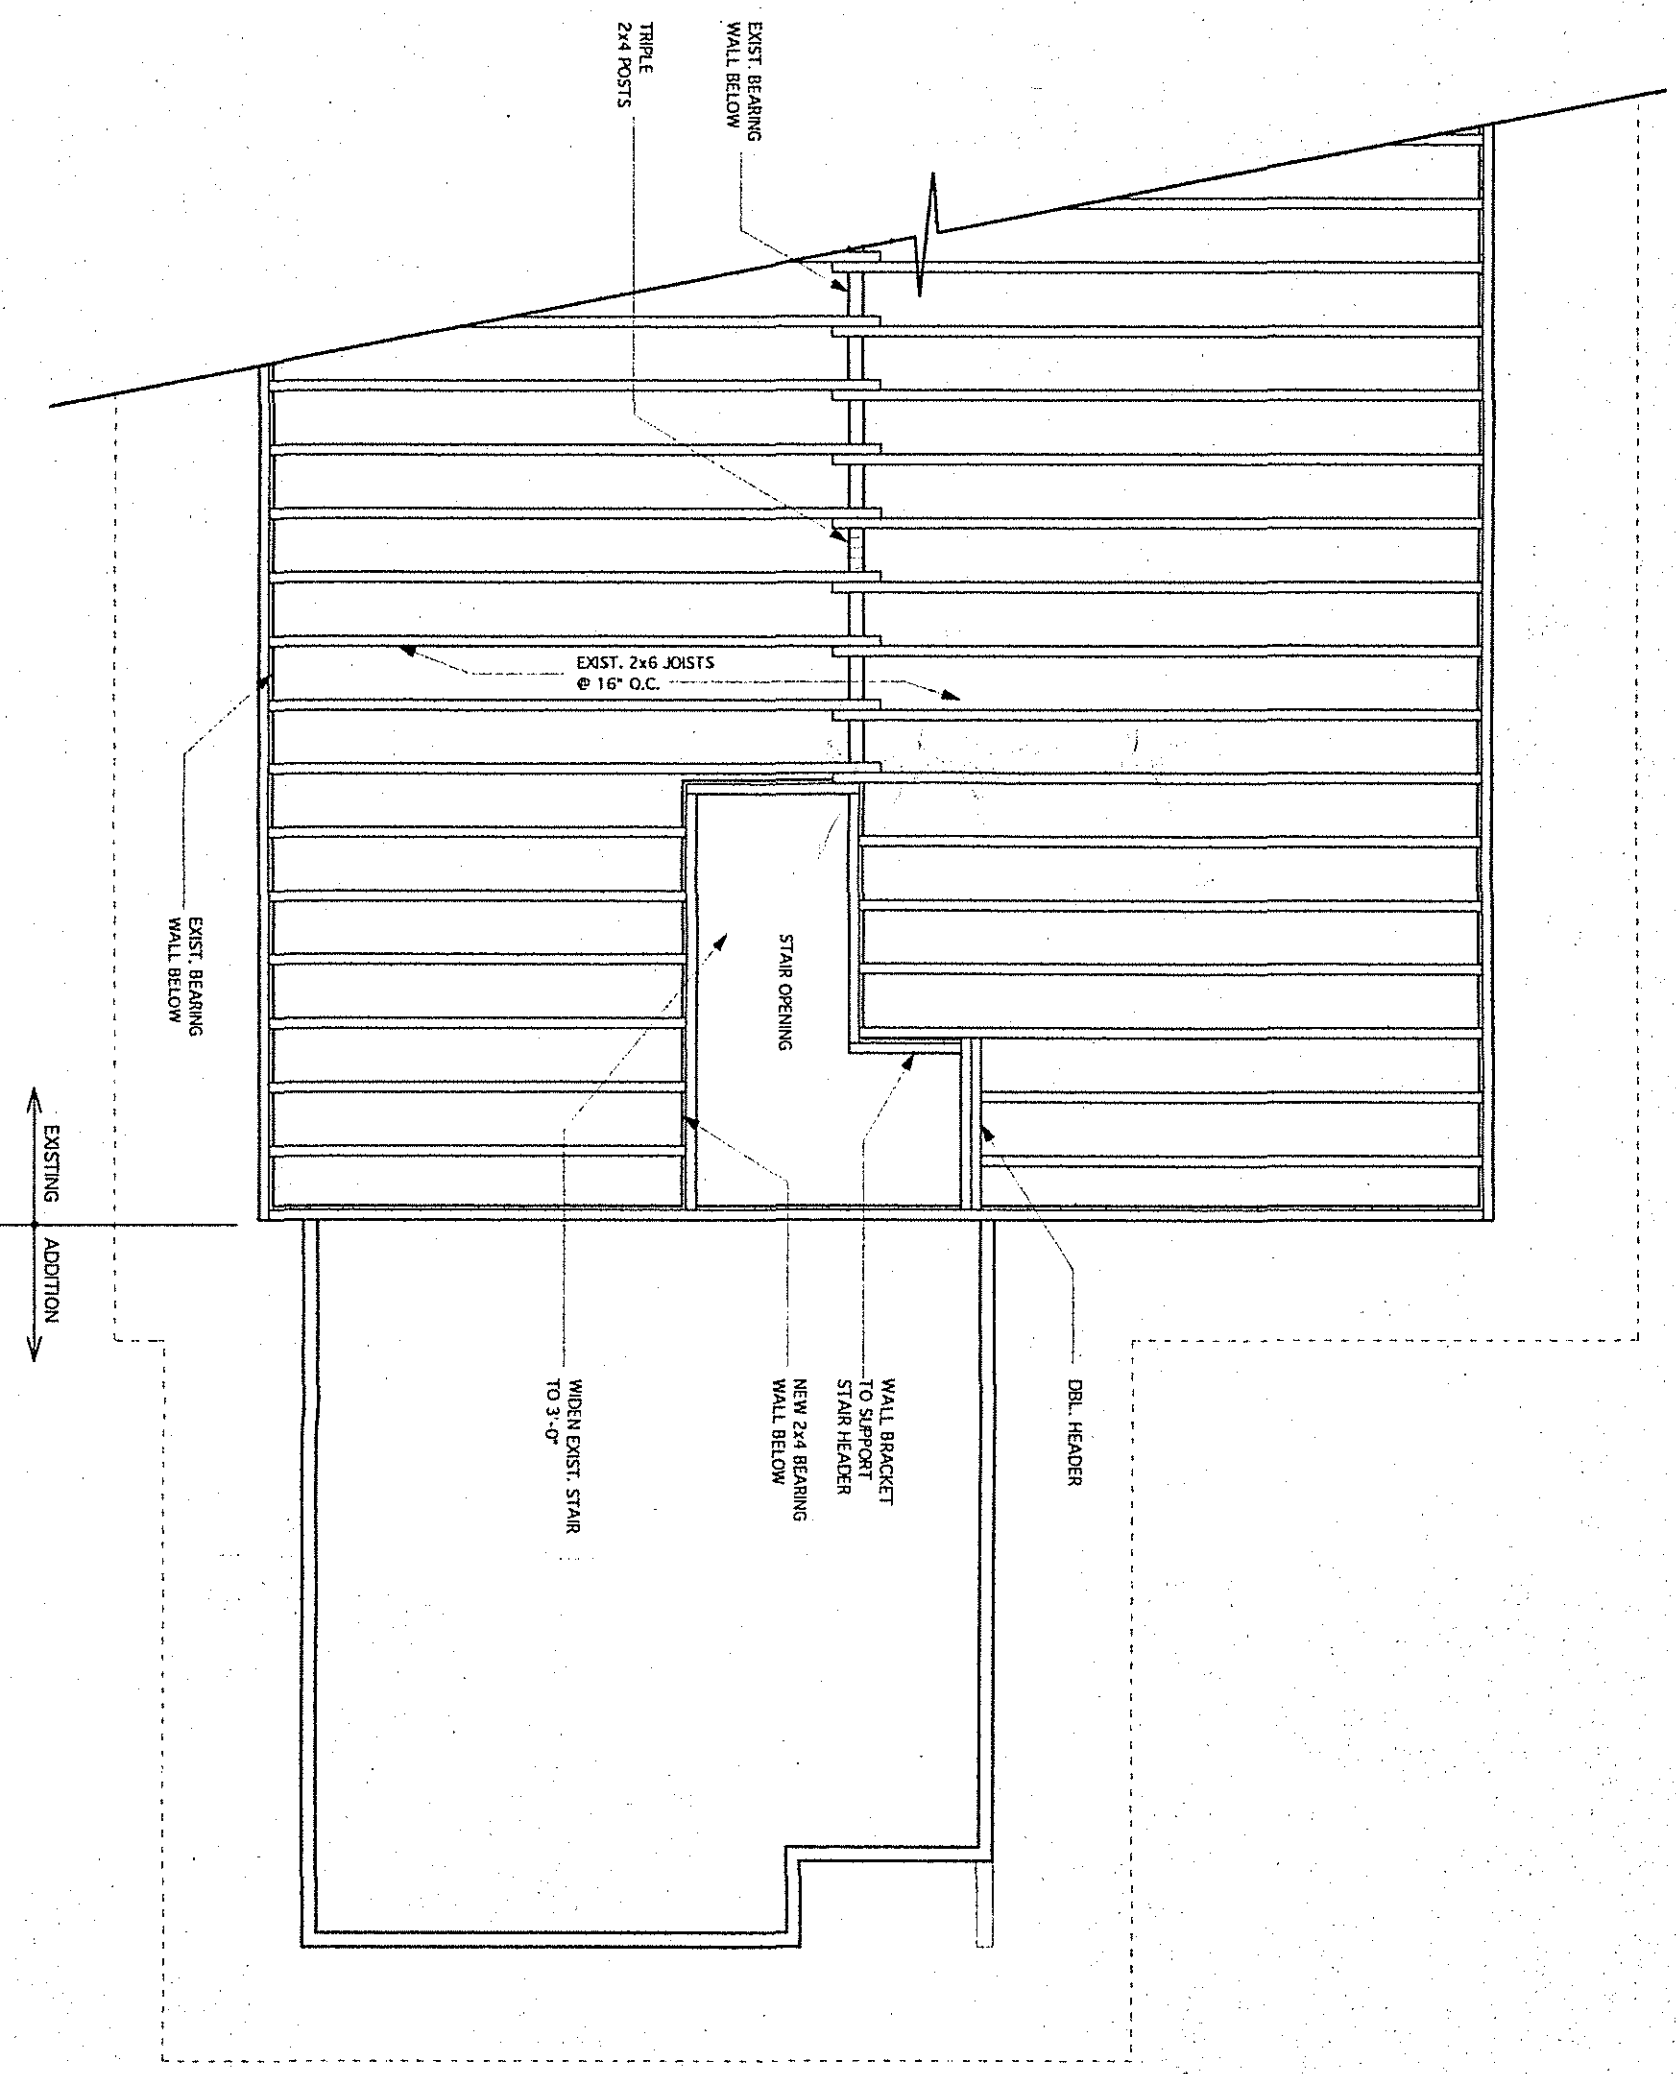 EXIST. BEARING
WALL BELOW
TRIPLE
2x4 POSTS
EXIST. 2x6 JOISTS
@ 16" O.C.
STAIR OPENING
EXIST. BEARING
WALL BELOW
EXISTING
ADDITION
DBL. HEADER
WALL BRACKET
TO SUPPORT
STAIR HEADER
NEW 2x4 BEARING
WALL BELOW
WIDEN EXIST. STAIR
TO 3'-0"